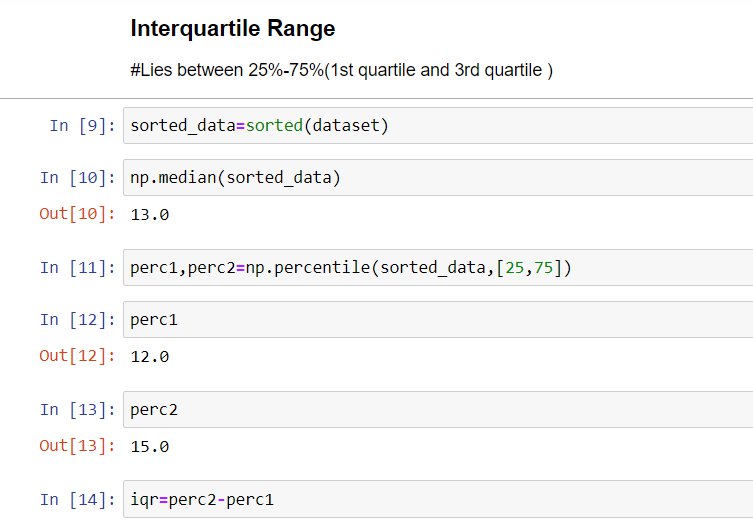 Interquartile Range
#Lies between 25%-75%(1st quartile and 3rd quartile )
In [9]: sorted_data=sorted(dataset)
In [10]: np.median(sorted_data)
Out[10]: 13.0
In [11]: perc1,perc2=np.percentile(sorted_data,[25,75])
In [12]: perc1
Out[12]: 12.0
In [13]: perc2
Out[13]: 15.0
In [14]: iqr=perc2-perc1